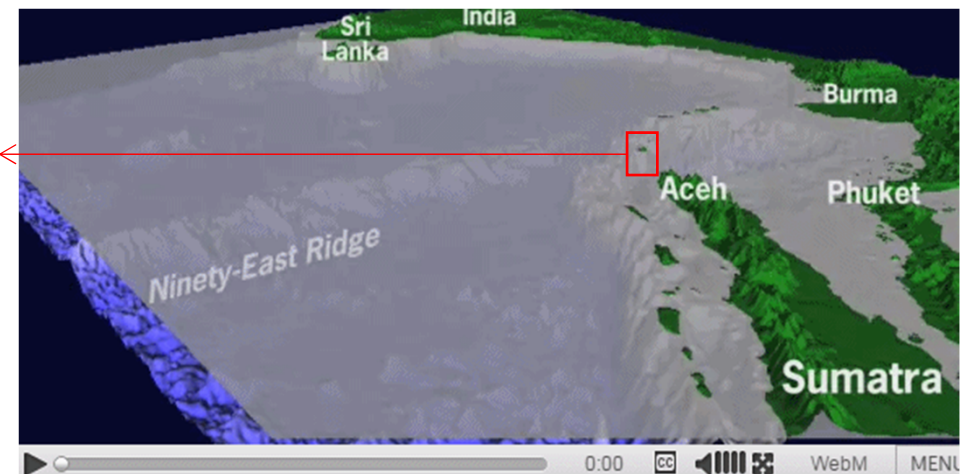 India
Sri
Lanka
Burma
Aceh
Phuket
Ninety-East Ridge
Sumatra
0:00
CC
WebM
MENU